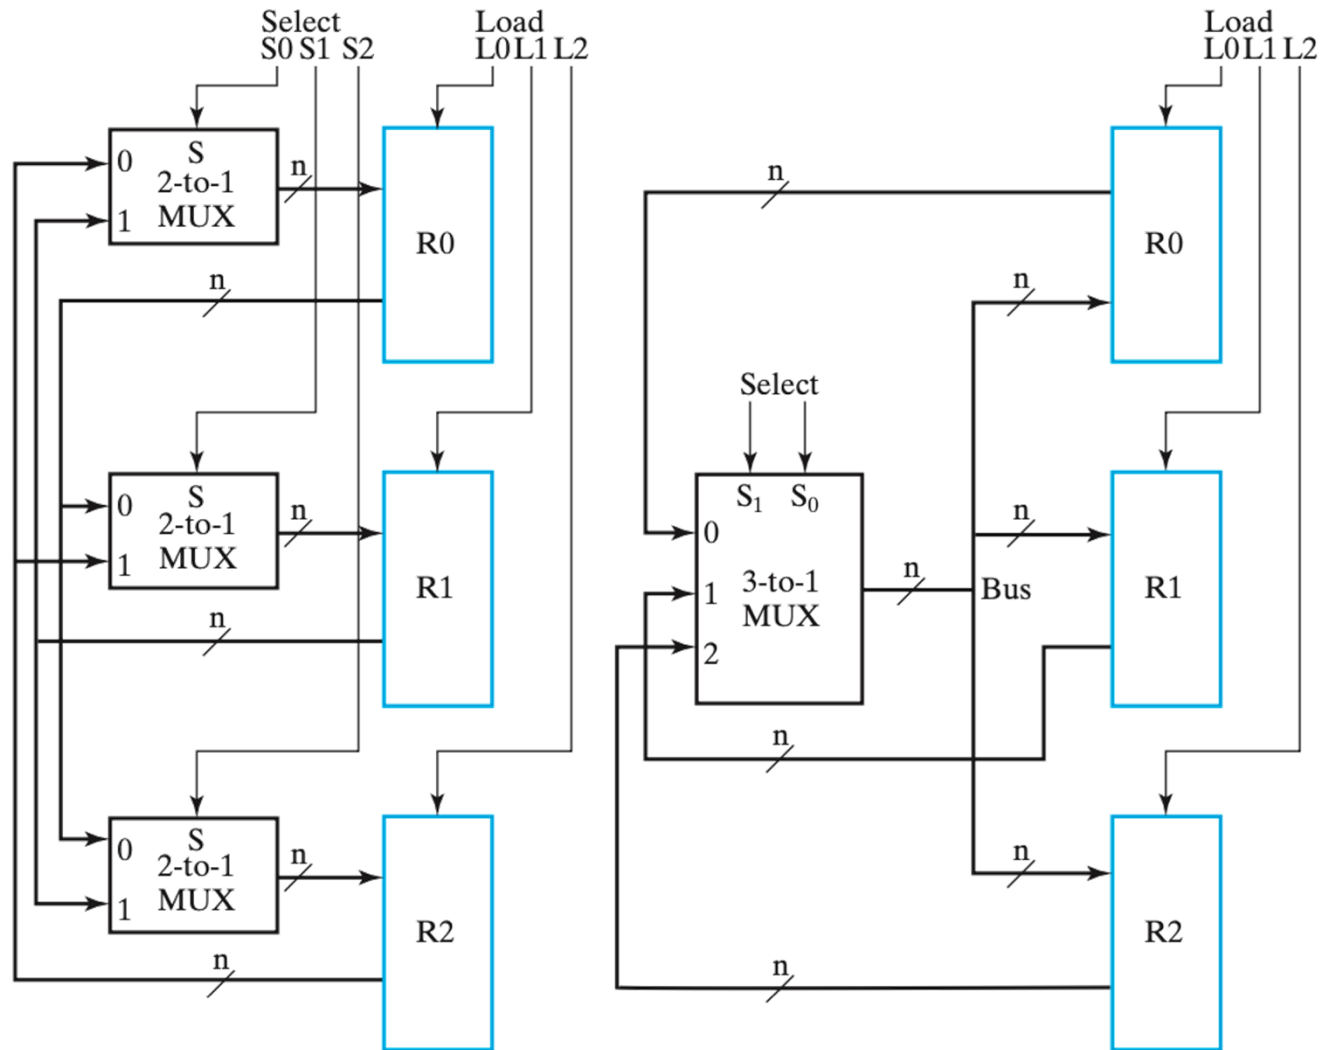 Select
S0 S1 S2
Load
L0 L1 L2
0
S
2-to-1
MUX
1
n
R0
n
0
S
2-to-1
MUX
1
n
R1
n
0
S
2-to-1
MUX
1
n
R2
n
Load
L0 L1 L2
n
R0
n
Select
S₁ S₀
0
1
2
3-to-1
MUX
n
Bus
n
R1
n
n
R2
n